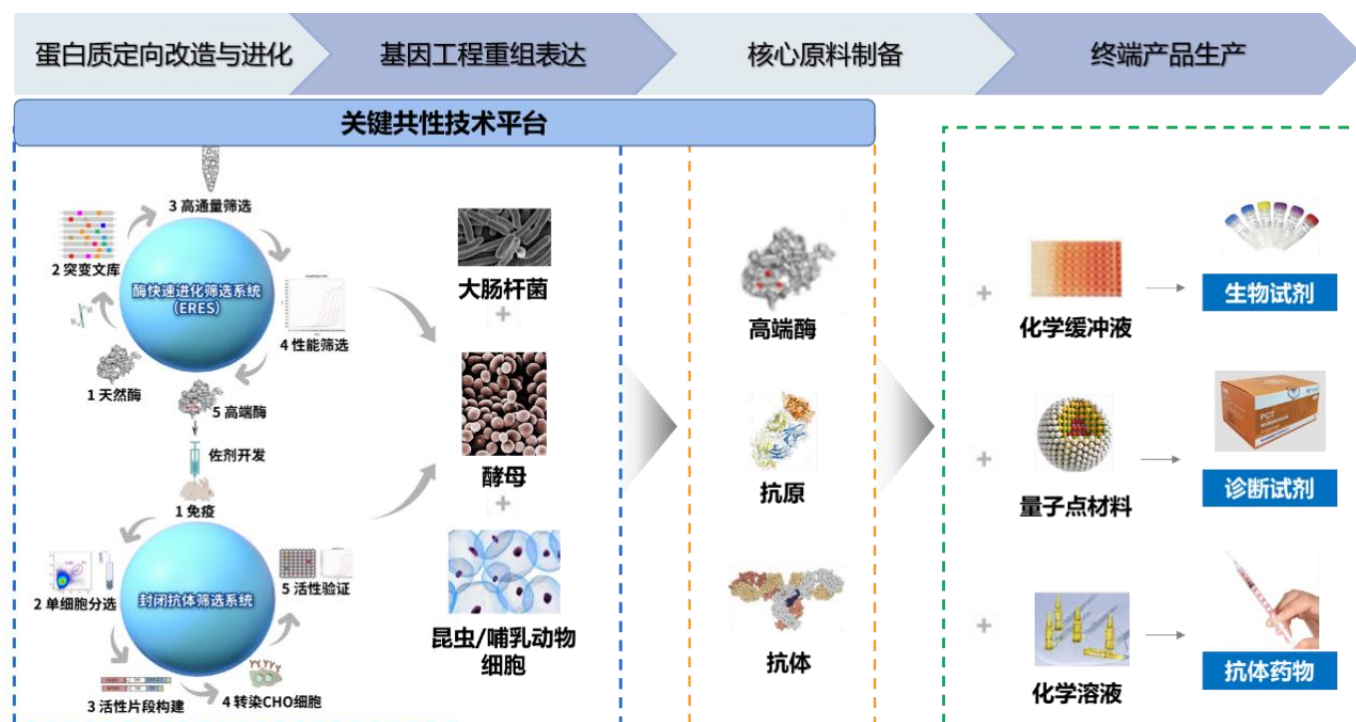 蛋白质定向改造与进化
基因工程重组表达
核心原料制备
终端产品生产
关键共性技术平台
3 高通量筛选
2 突变文库
酶快速进化筛选系统
(ERES)
4 性能筛选
1 天然酶
5 高端酶
佐剂开发
1 免疫
2 单细胞分选
封闭抗体筛选系统
5 活性验证
3 活性片段构建
4 转染CHO细胞
大肠杆菌
+
酵母
+
昆虫/哺乳动物
细胞
高端酶
抗原
抗体
+
化学缓冲液
生物试剂
+
量子点材料
PCT
诊断试剂
+
化学溶液
抗体药物